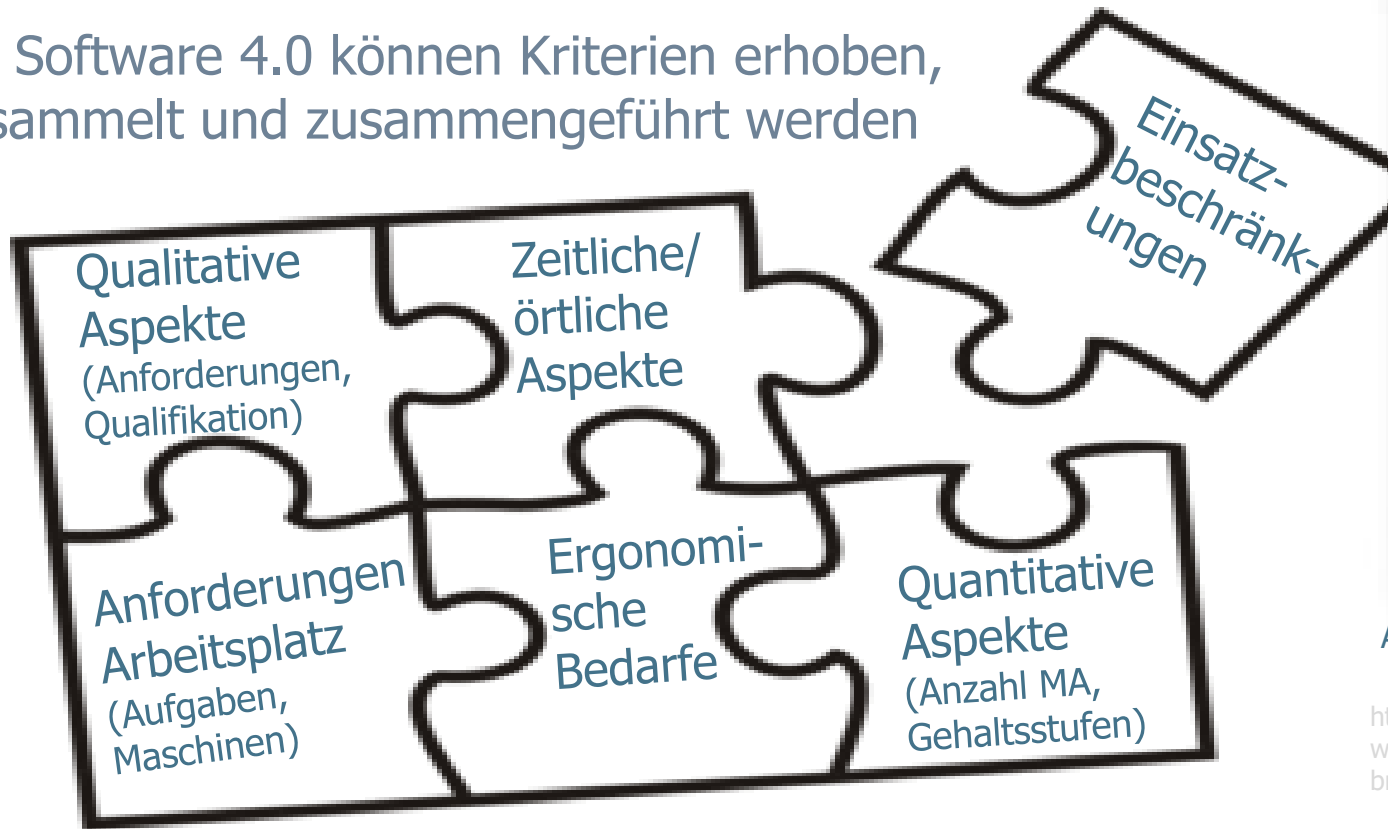 Software 4.0 können Kriterien erhoben,
sammelt und zusammengeführt werden
Einsatz-
beschränk-
ungen
Qualitative
Aspekte
(Anforderungen,
Qualifikation)
Zeitliche/
örtliche
Aspekte
Anforderungen
Arbeitsplatz
(Aufgaben,
Maschinen)
Ergonomi-
sche
Bedarfe
Quantitative
Aspekte
(Anzahl MA,
Gehaltsstufen)